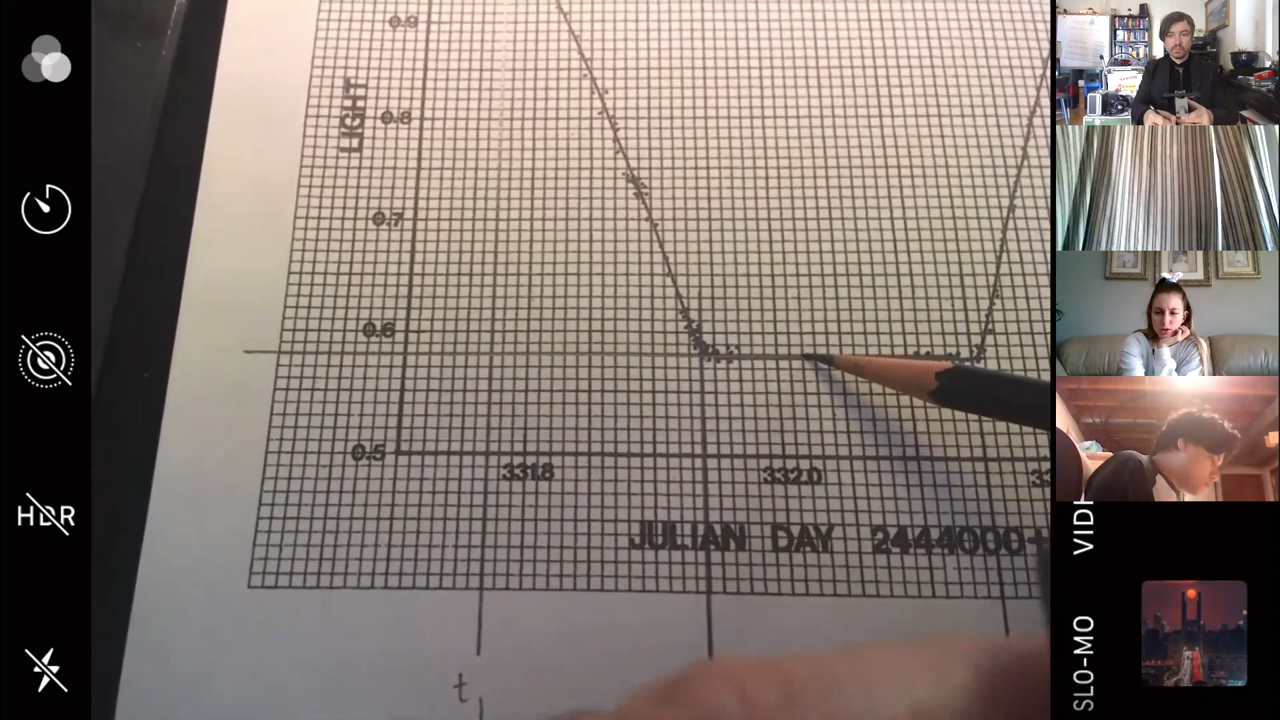 0.9
LIGHT
0.8
0.7
0.6
0.5
331.8
332.0
JULIAN DAY 2444000+
t
HDR
SLO-MO